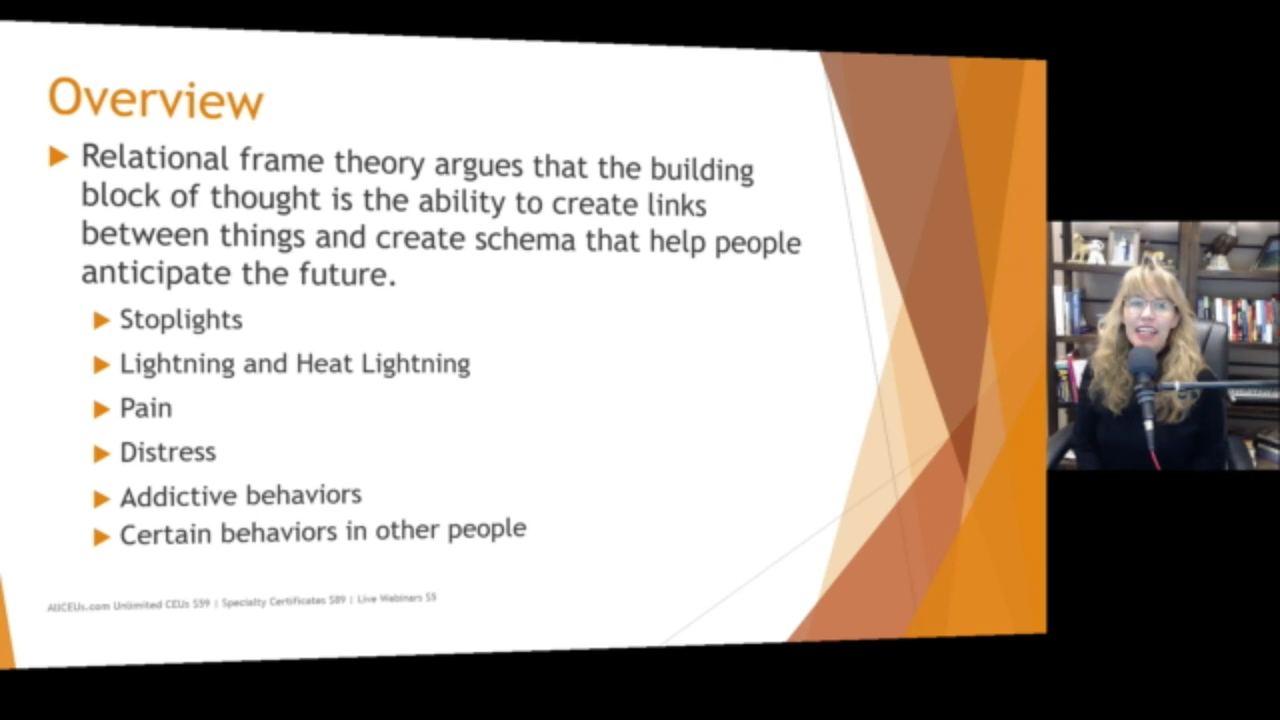 Overview
Relational frame theory argues that the building
block of thought is the ability to create links
between things and create schema that help people
anticipate the future.
Stoplights
Lightning and Heat Lightning
Pain
Distress
Addictive behaviors
Certain behaviors in other people
AllCEUs.com Unlimited CEUs $59 | Specialty Certificates $89 | Live Webinars $5